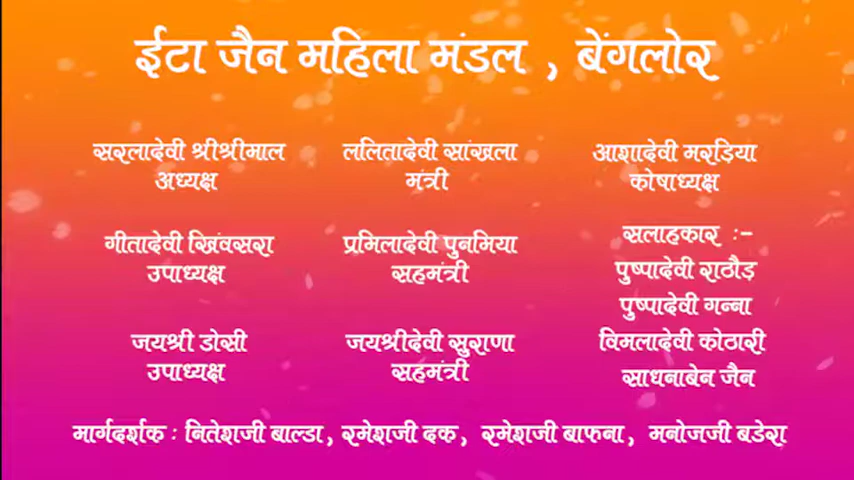 ईटा जैन महिला मंडल , बेंगलोर
सरलादेवी श्रीश्रीमाल
अध्यक्ष
ललितादेवी सांखला
मंत्री
आशादेवी मरड़िया
कोषाध्यक्ष
गीतादेवी खिंवसरा
उपाध्यक्ष
प्रमिलादेवी पुनमिया
सहमंत्री
सलाहकार :-
पुष्पादेवी राठौड़
पुष्पादेवी गन्ना
विमलादेवी कोठारी
साधनाबेन जैन
जयश्री डोसी
उपाध्यक्ष
जयश्रीदेवी सुराणा
सहमंत्री
मार्गदर्शक : नितेशजी बाल्डा, रमेशजी दक, रमेशजी बाफना, मनोजजी बडेरा